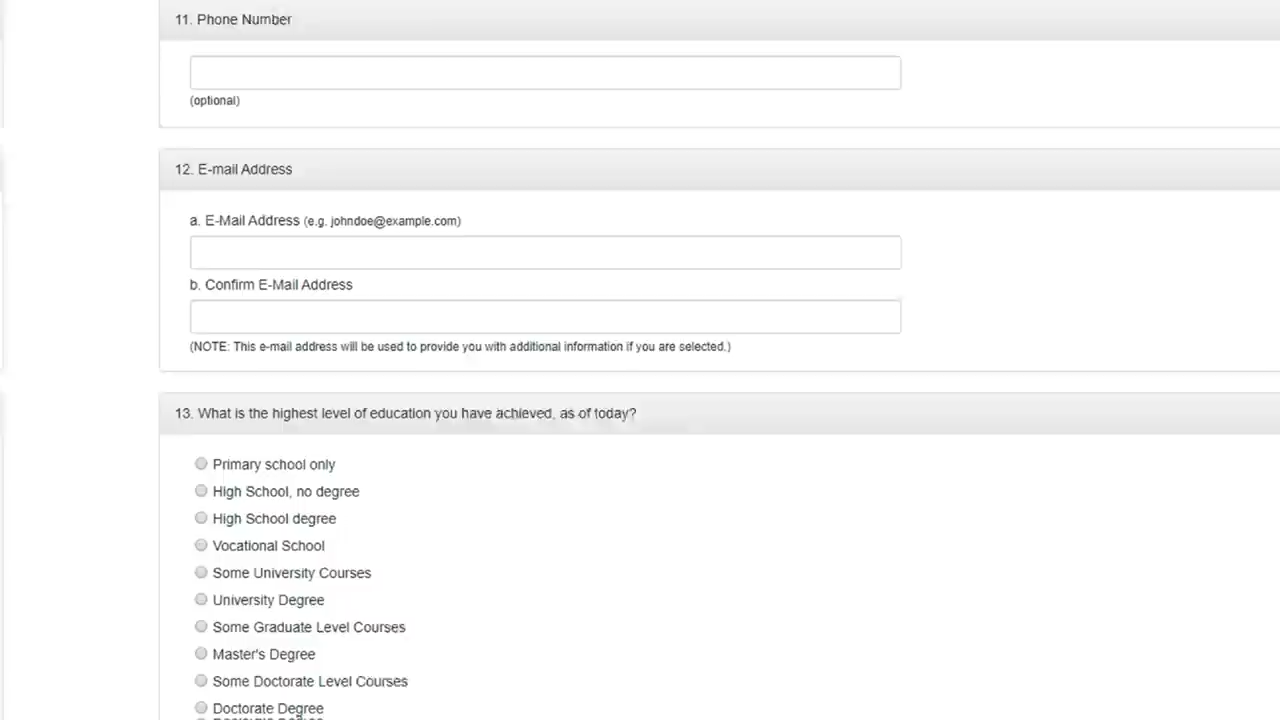 11. Phone Number
(optional)
12. E-mail Address
a. E-Mail Address (e.g. johndoe@example.com)
b. Confirm E-Mail Address
(NOTE: This e-mail address will be used to provide you with additional information if you are selected.)
13. What is the highest level of education you have achieved, as of today?
Primary school only
High School, no degree
High School degree
Vocational School
Some University Courses
University Degree
Some Graduate Level Courses
Master's Degree
Some Doctorate Level Courses
Doctorate Degree